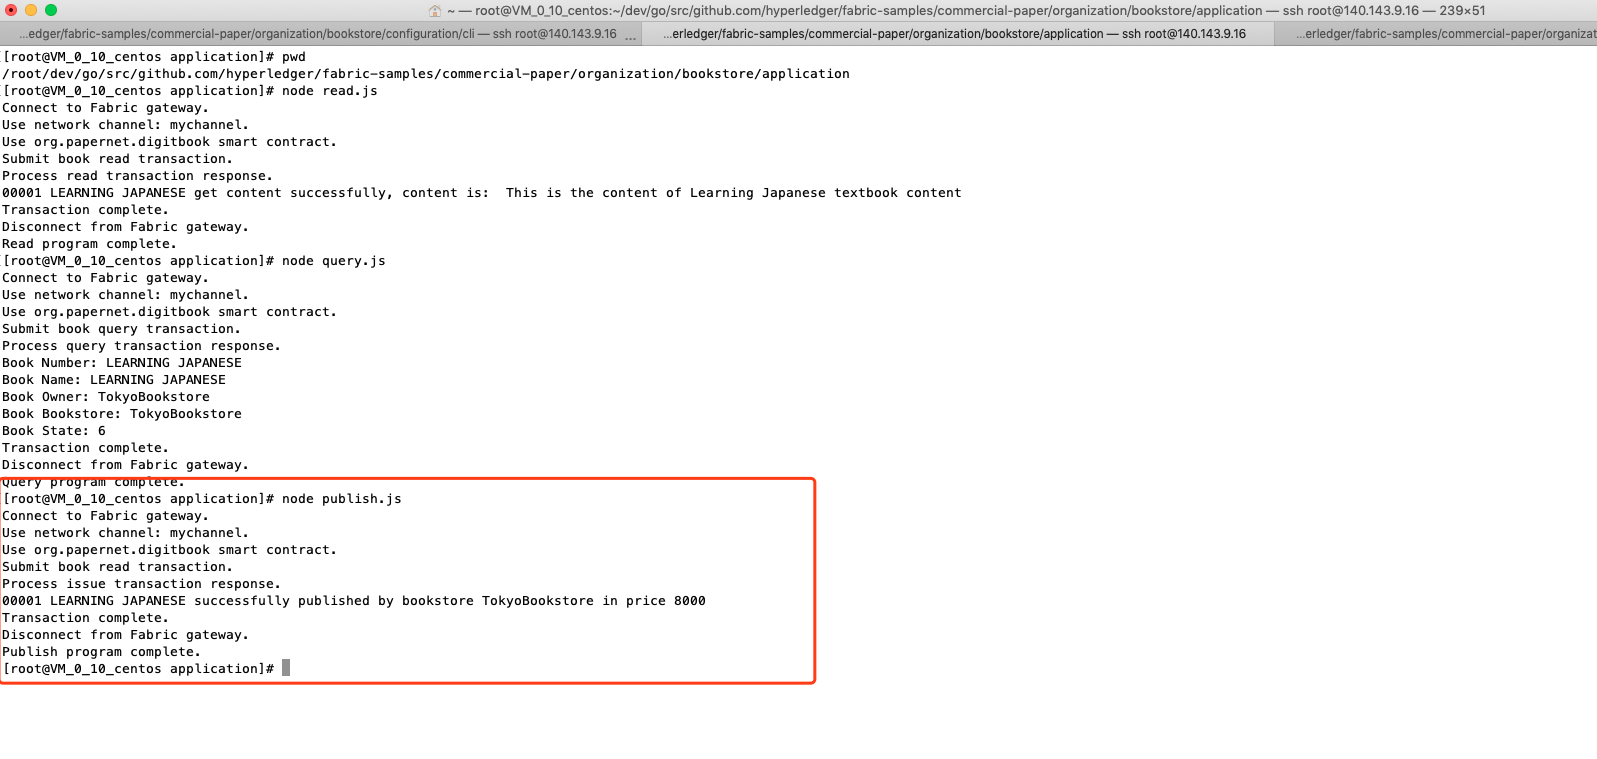 ~ — root@VM_0_10_centos:~/dev/go/src/github.com/hyperledger/fabric-samples/commercial-paper/organization/bookstore/application — ssh root@140.143.9.16 — 239×51
...edger/fabric-samples/commercial-paper/organization/bookstore/configuration/cli — ssh root@140.143.9.16 ... ...erledger/fabric-samples/commercial-paper/organization/bookstore/application — ssh root@140.143.9.16 ...erledger/fabric-samples/commercial-paper/organizat
[[root@VM_0_10_centos application]# pwd
/root/dev/go/src/github.com/hyperledger/fabric-samples/commercial-paper/organization/bookstore/application
[[root@VM_0_10_centos application]# node read.js
Connect to Fabric gateway.
Use network channel: mychannel.
Use org.papernet.digitbook smart contract.
Submit book read transaction.
Process read transaction response.
00001 LEARNING JAPANESE get content successfully, content is:  This is the content of Learning Japanese textbook content
Transaction complete.
Disconnect from Fabric gateway.
Read program complete.
[[root@VM_0_10_centos application]# node query.js
Connect to Fabric gateway.
Use network channel: mychannel.
Use org.papernet.digitbook smart contract.
Submit book query transaction.
Process query transaction response.
Book Number: LEARNING JAPANESE
Book Name: LEARNING JAPANESE
Book Owner: TokyoBookstore
Book Bookstore: TokyoBookstore
Book State: 6
Transaction complete.
Disconnect from Fabric gateway.
Query program complete.
[[root@VM_0_10_centos application]# node publish.js
Connect to Fabric gateway.
Use network channel: mychannel.
Use org.papernet.digitbook smart contract.
Submit book read transaction.
Process issue transaction response.
00001 LEARNING JAPANESE successfully published by bookstore TokyoBookstore in price 8000
Transaction complete.
Disconnect from Fabric gateway.
Publish program complete.
[root@VM_0_10_centos application]#